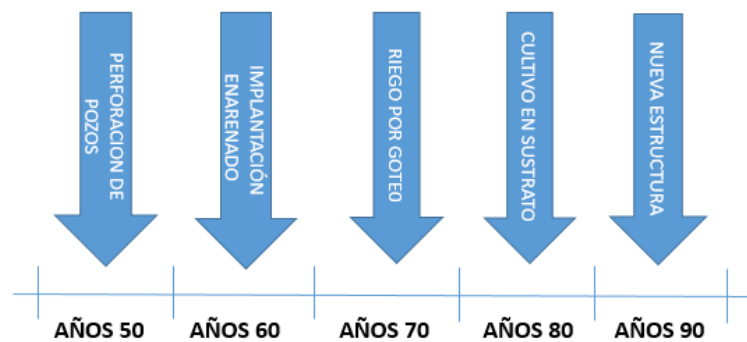 PERFORACION DE
POZOS
IMPLANTACIÓN
ENARENADO
RIEGO POR GOTE0
CULTIVO EN SUSTRATO
NUEVA ESTRUCTURA
AÑOS 50
AÑOS 60
AÑOS 70
AÑOS 80
AÑOS 90